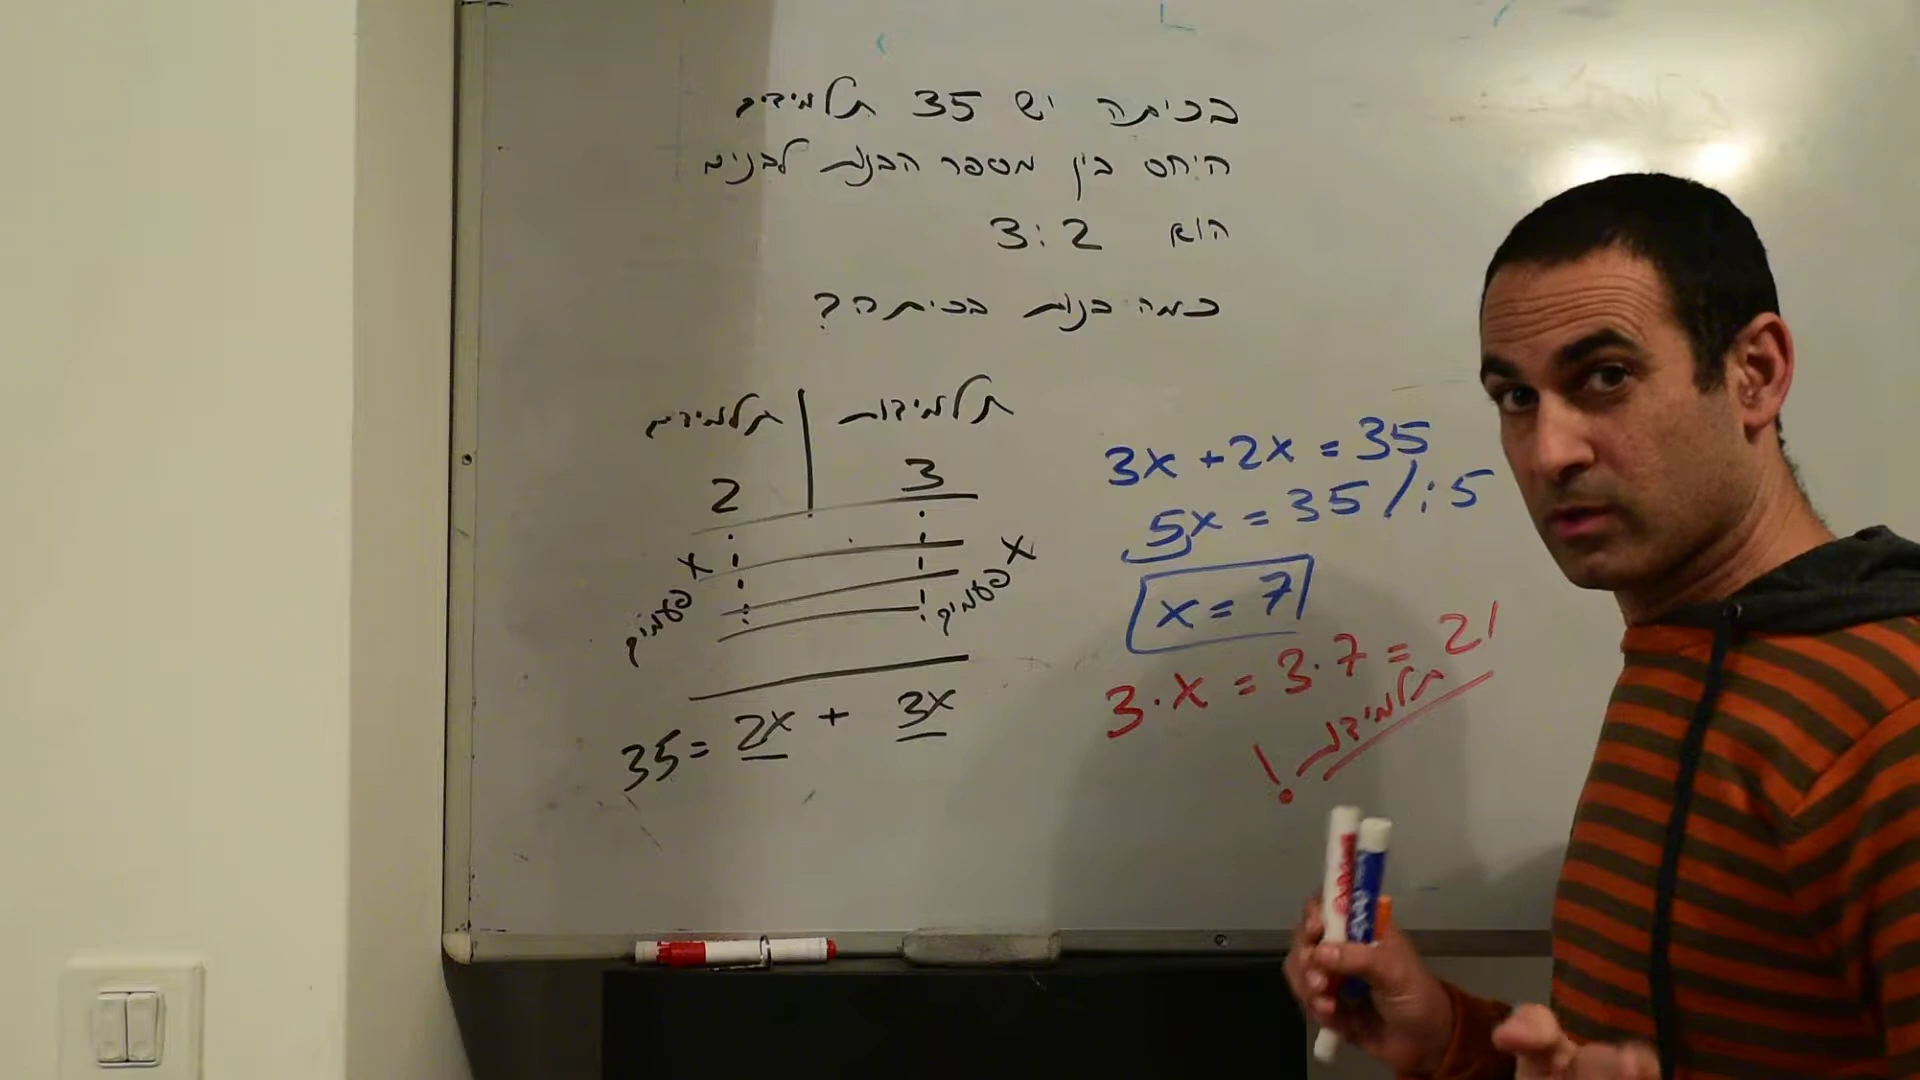 בכיתה יש 35 תלמידים
היחס בין מספר הבנות לבנים
הוא 3:2
כמה בנות בכיתה?
תלמידות | תלמידים
3 | 2
x פעמים
x פעמים
35 = 2x + 3x
3x + 2x = 35
5x = 35 /:5
x = 7
3·x = 3·7 = 21
תלמידות!